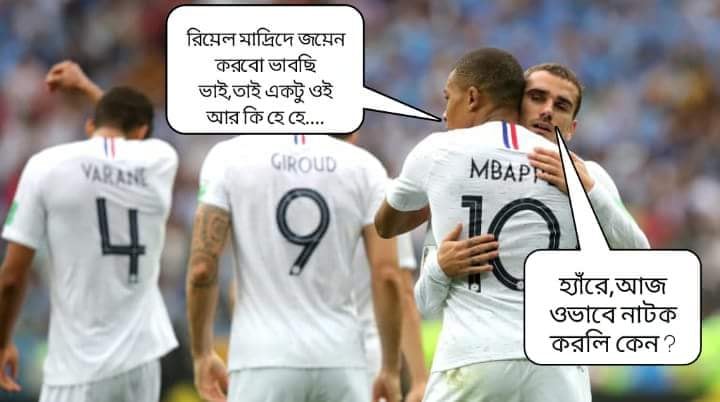 রিয়েল মাদ্রিদে জয়েন
করবো ভাবছি
ভাই,তাই একটু ওই
আর কি হে হে....
VARANE
4
GIROUD
9
MBAPP
10
হ্যাঁরে,আজ
ওভাবে নাটক
করলি কেন ?